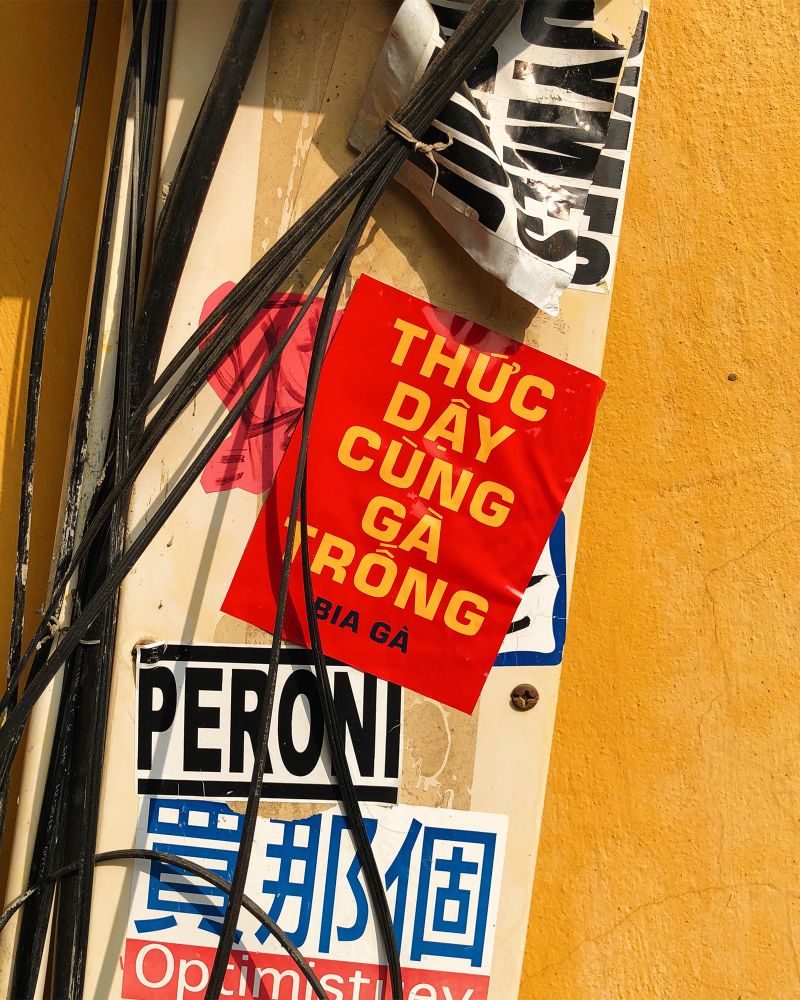 THỨC
DẬY
CÙNG
GÀ
TRỐNG
BIA GÀ
PERONI
買那個